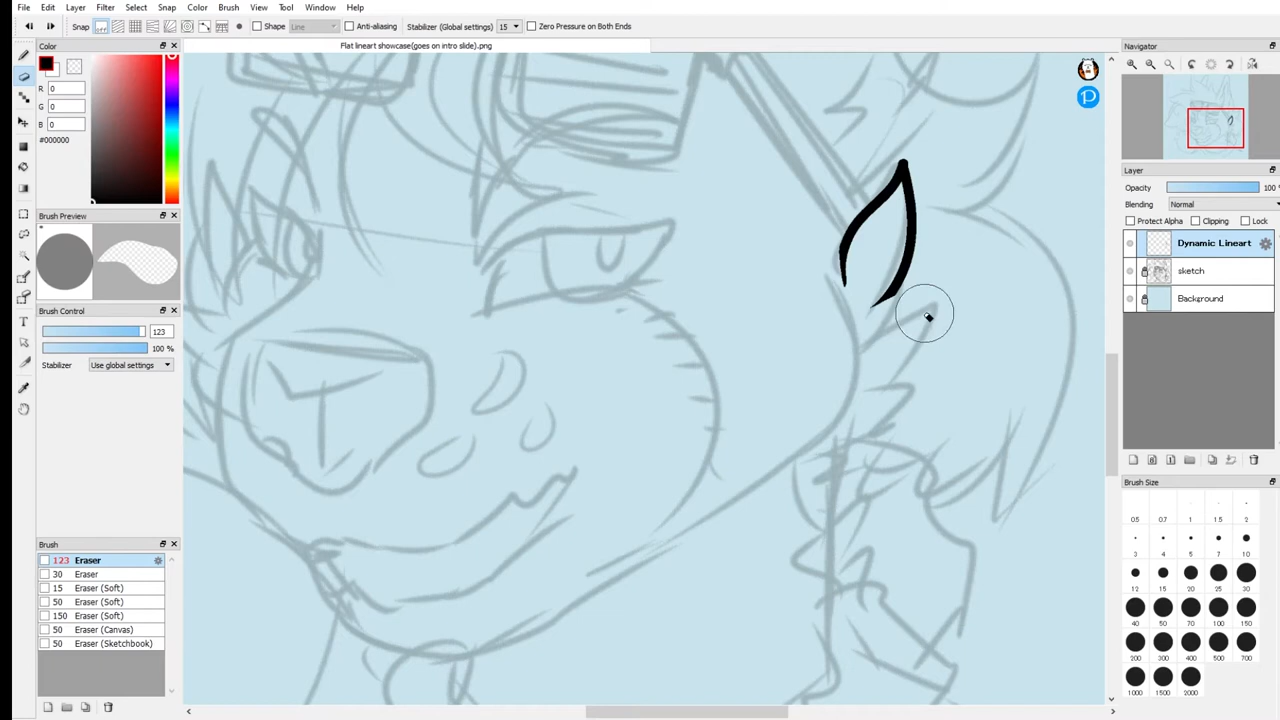 File Edit Layer Filter Select Snap Color Brush View Tool Window Help
Snap Shape Line Anti-aliasing Stabilizer (Global settings) 15 Zero Pressure on Both Ends
Flat lineart showcase(goes on intro slide).png
Color
R 0
G 0
B 0
#000000
Brush Preview
Brush Control
123
100 %
Stabilizer Use global settings
Brush
123 Eraser
30 Eraser
15 Eraser (Soft)
50 Eraser (Soft)
150 Eraser (Soft)
50 Eraser (Canvas)
50 Eraser (Sketchbook)
Navigator
Layer
Opacity 100
Blending Normal
Protect Alpha Clipping Lock
Dynamic Lineart
sketch
Background
Brush Size
0.5 0.7 1 1.5 2
3 4 5 7 10
12 15 20 25 30
40 50 70 100 150
200 300 400 500 700
1000 1500 2000